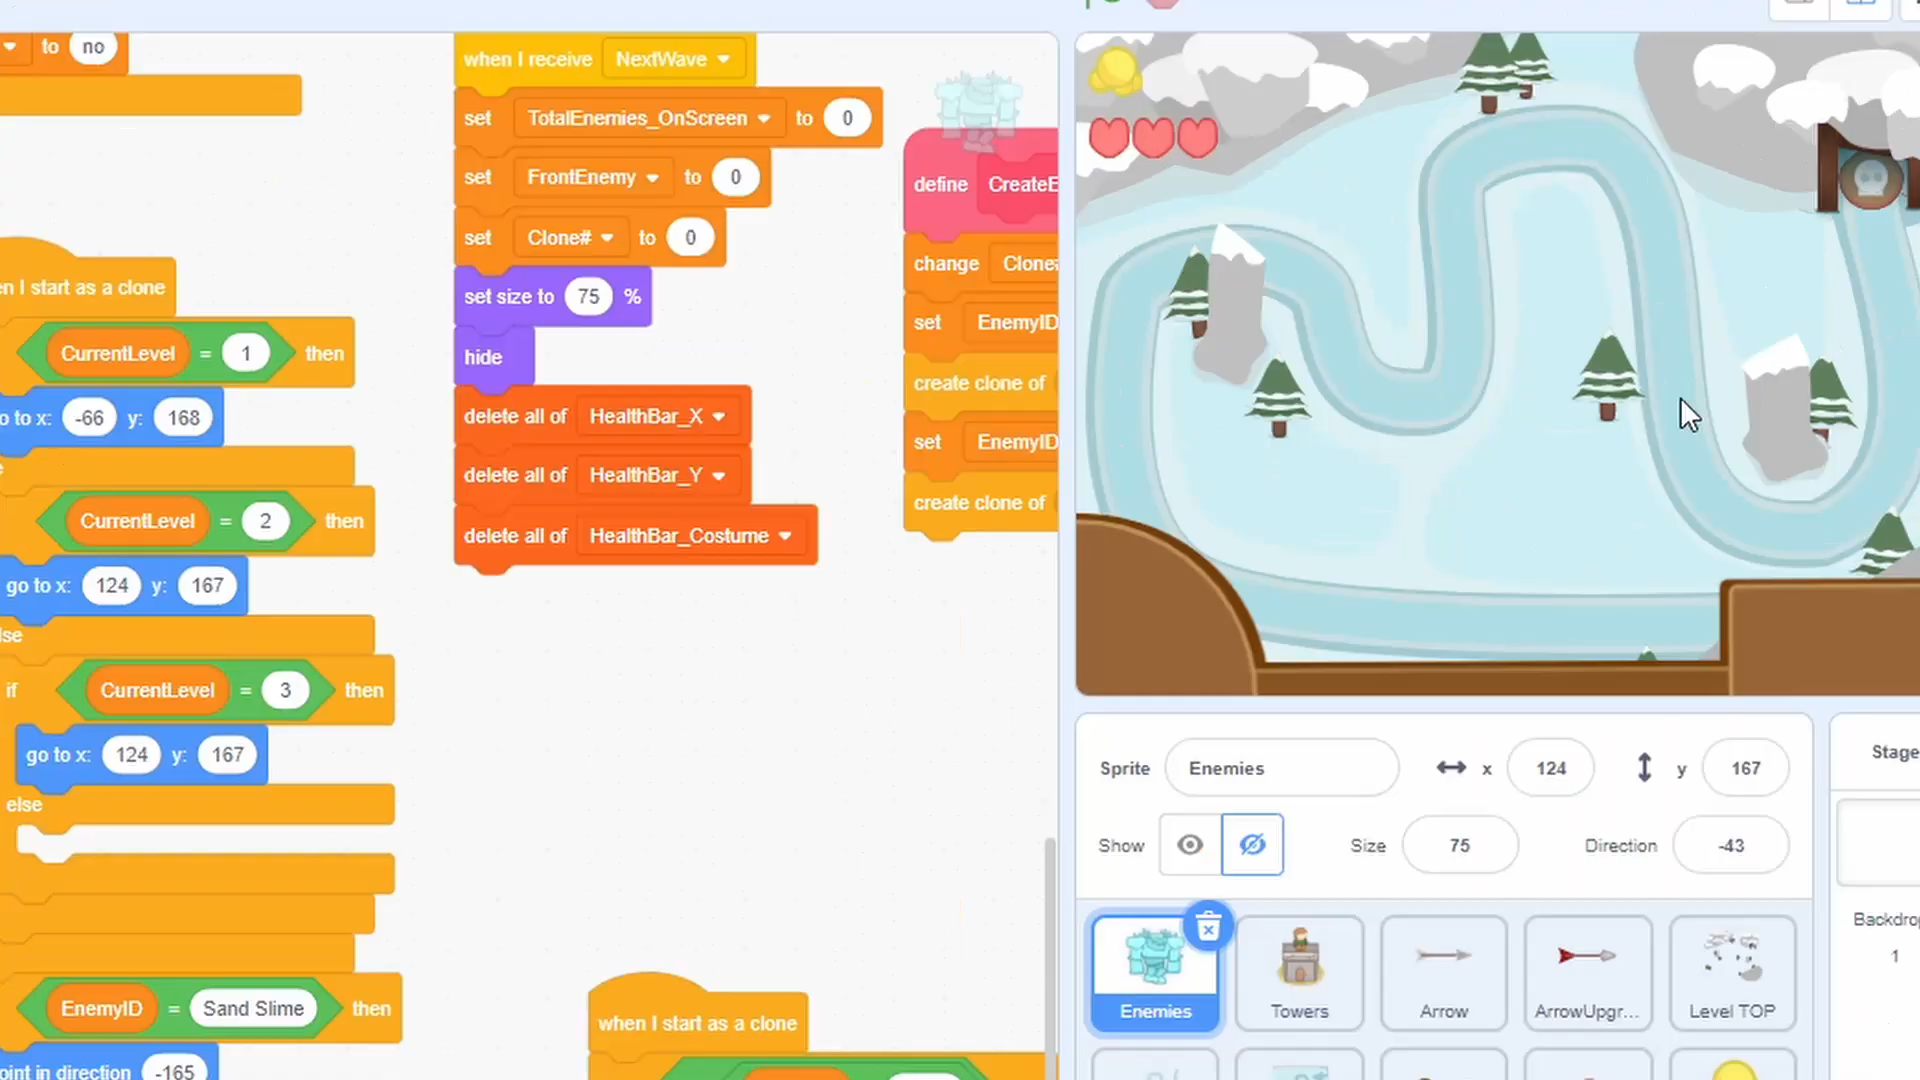 to no
when I receive NextWave
set TotalEnemies_OnScreen to 0
set FrontEnemy to 0
set Clone# to 0
set size to 75 %
hide
delete all of HealthBar_X
delete all of HealthBar_Y
delete all of HealthBar_Costume
define
change
set EnemyID
create clone of
set EnemyID
create clone of
I start as a clone
CurrentLevel = 1 then
to x: -66 y: 168
CurrentLevel = 2 then
go to x: 124 y: 167
if CurrentLevel = 3 then
go to x: 124 y: 167
else
EnemyID = Sand Slime then
in direction -165
when I start as a clone
Sprite Enemies x 124 y 167
Show Size 75 Direction -43
Stage
Enemies
Towers
Arrow
ArrowUpgr...
Level TOP
1